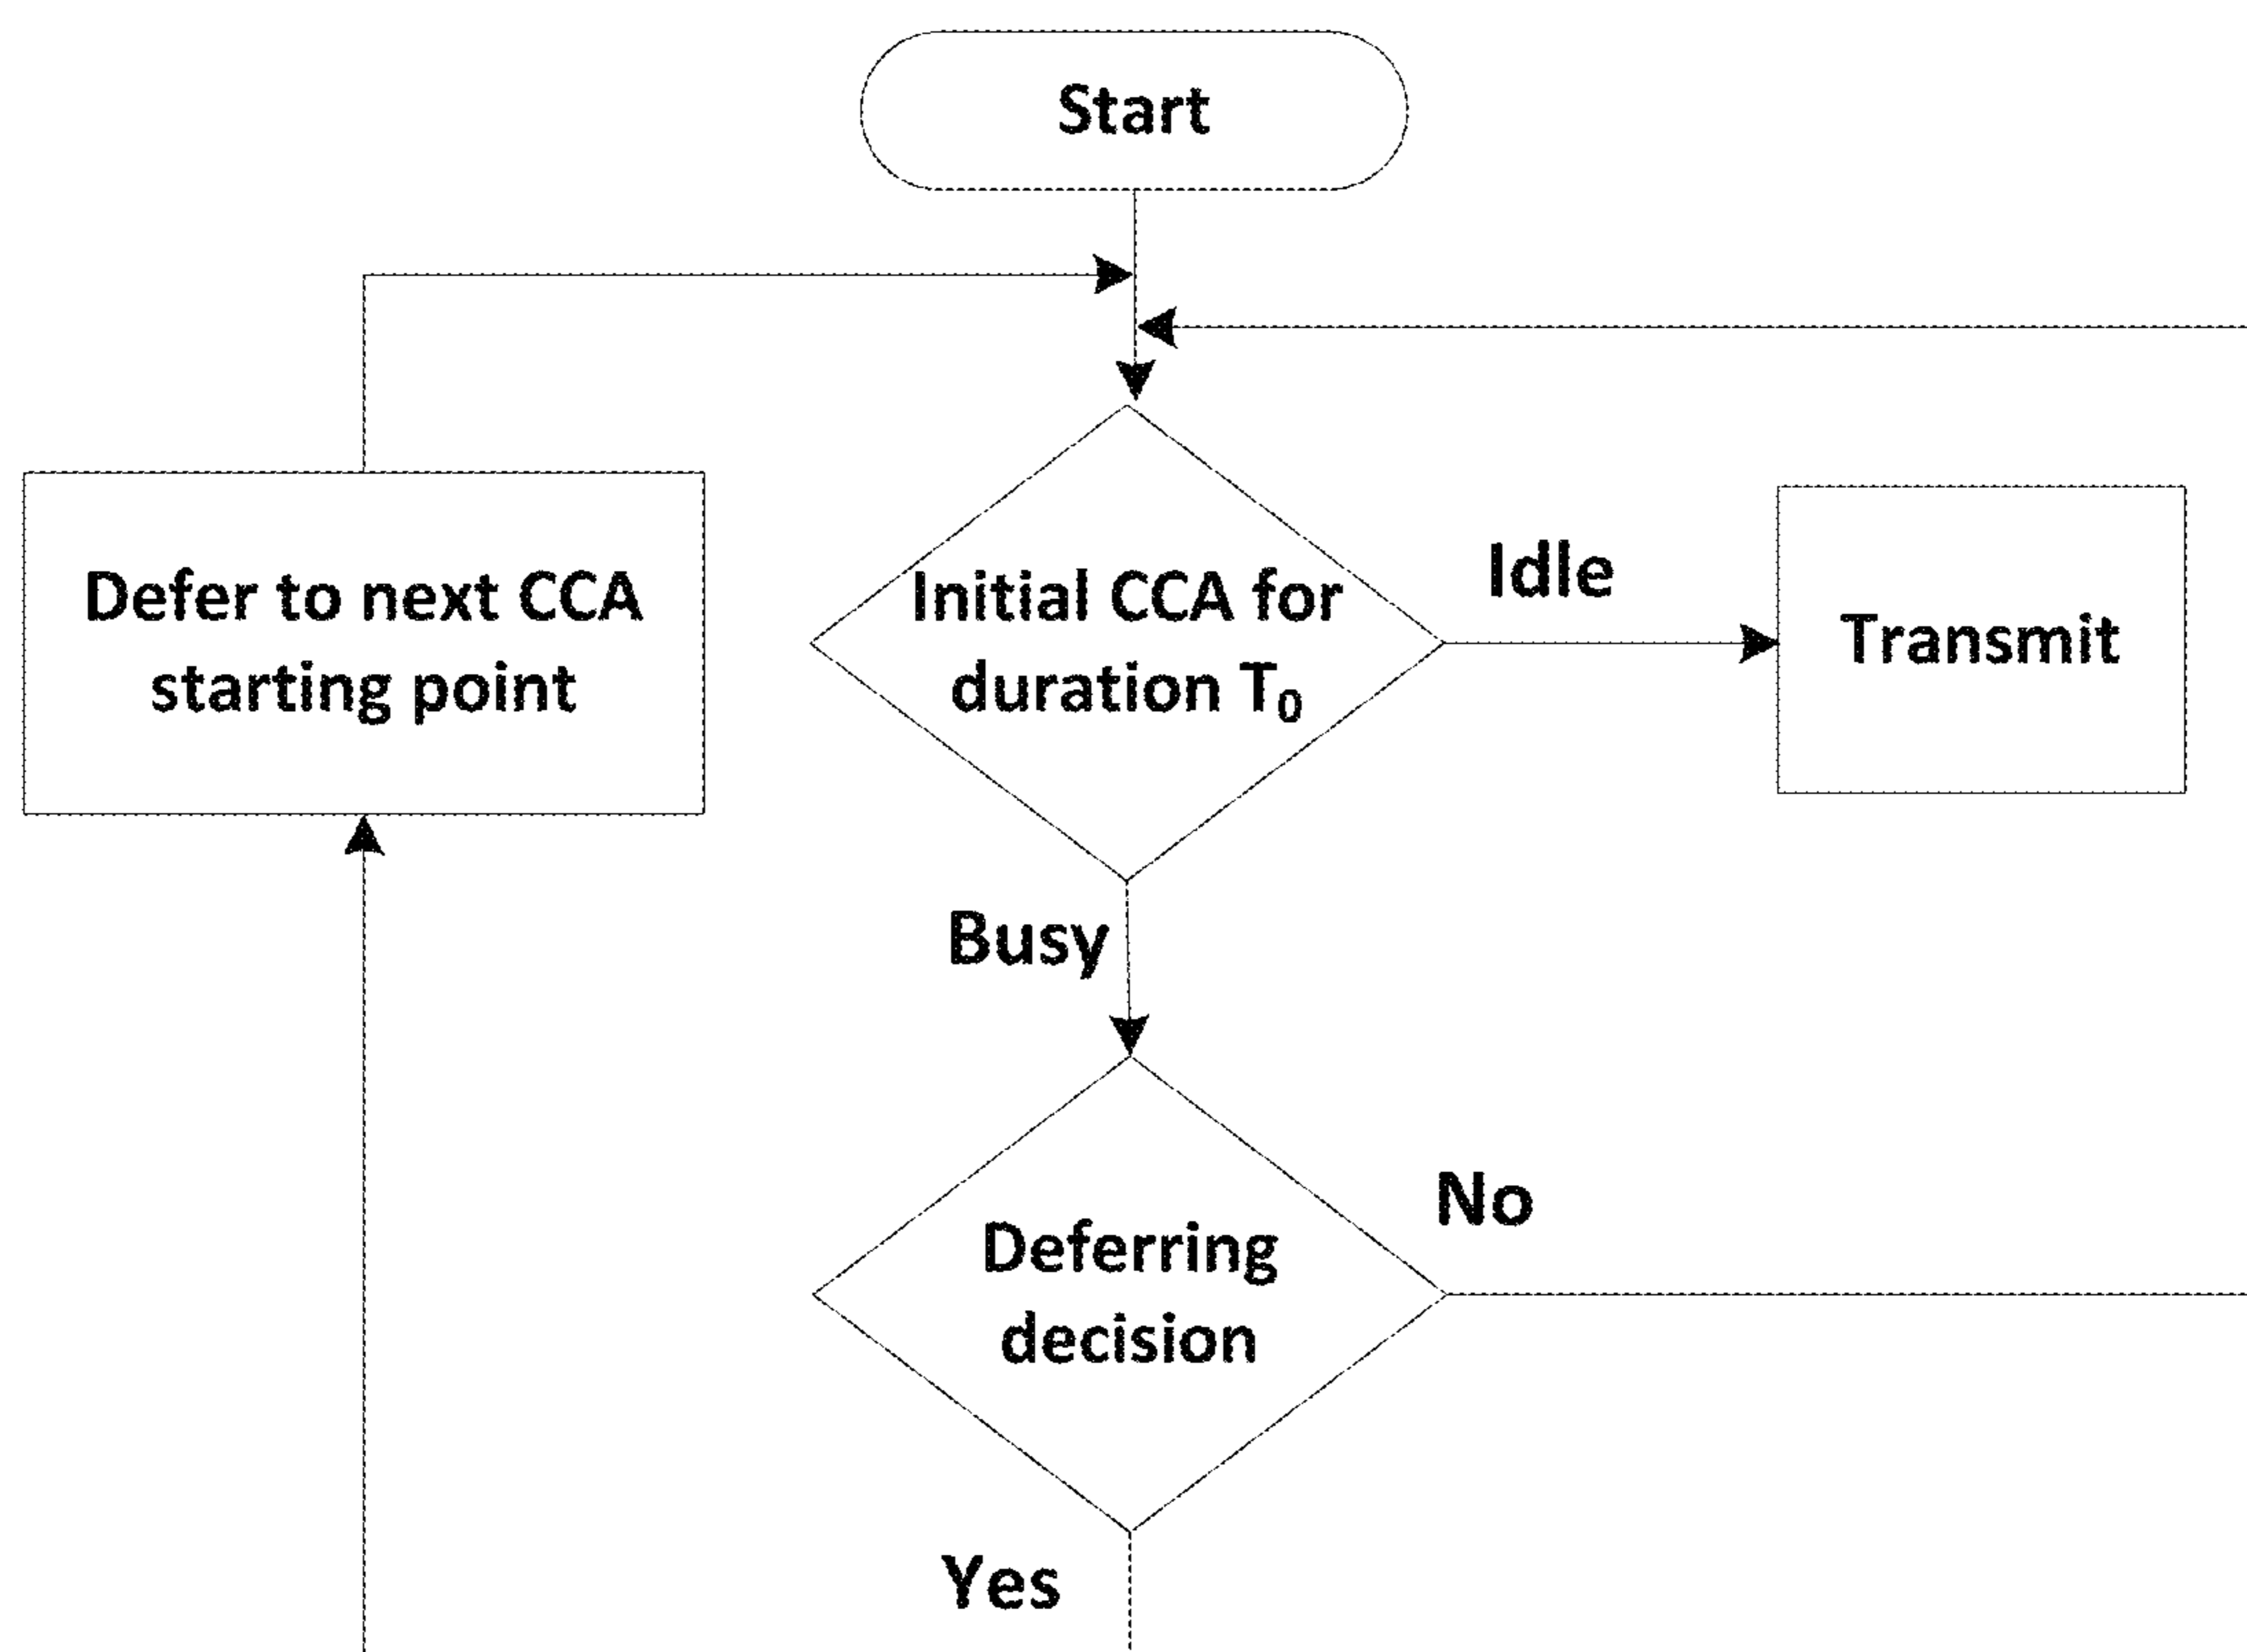 Start
Defer to next CCA
starting point
Initial CCA for
duration T₀
Idle
Transmit
Busy
Deferring
decision
No
Yes